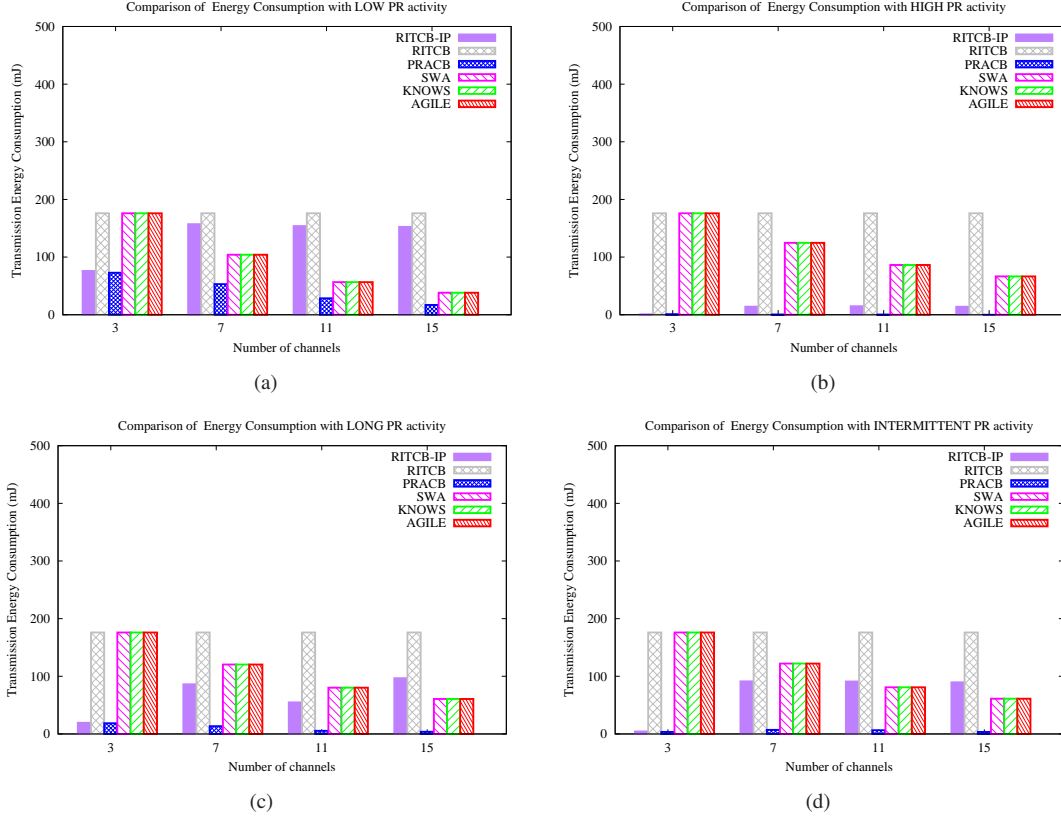 Comparison of  Energy Consumption with LOW PR activity
500
400
300
200
100
0
Transmission Energy Consumption (mJ)
RITCB-IP
RITCB
PRACB
SWA
KNOWS
AGILE
3
7
11
15
Number of channels
(a)
Comparison of  Energy Consumption with HIGH PR activity
500
400
300
200
100
0
Transmission Energy Consumption (mJ)
RITCB-IP
RITCB
PRACB
SWA
KNOWS
AGILE
3
7
11
15
Number of channels
(b)
Comparison of  Energy Consumption with LONG PR activity
500
400
300
200
100
0
Transmission Energy Consumption (mJ)
RITCB-IP
RITCB
PRACB
SWA
KNOWS
AGILE
3
7
11
15
Number of channels
(c)
Comparison of  Energy Consumption with INTERMITTENT PR activity
500
400
300
200
100
0
Transmission Energy Consumption (mJ)
RITCB-IP
RITCB
PRACB
SWA
KNOWS
AGILE
3
7
11
15
Number of channels
(d)